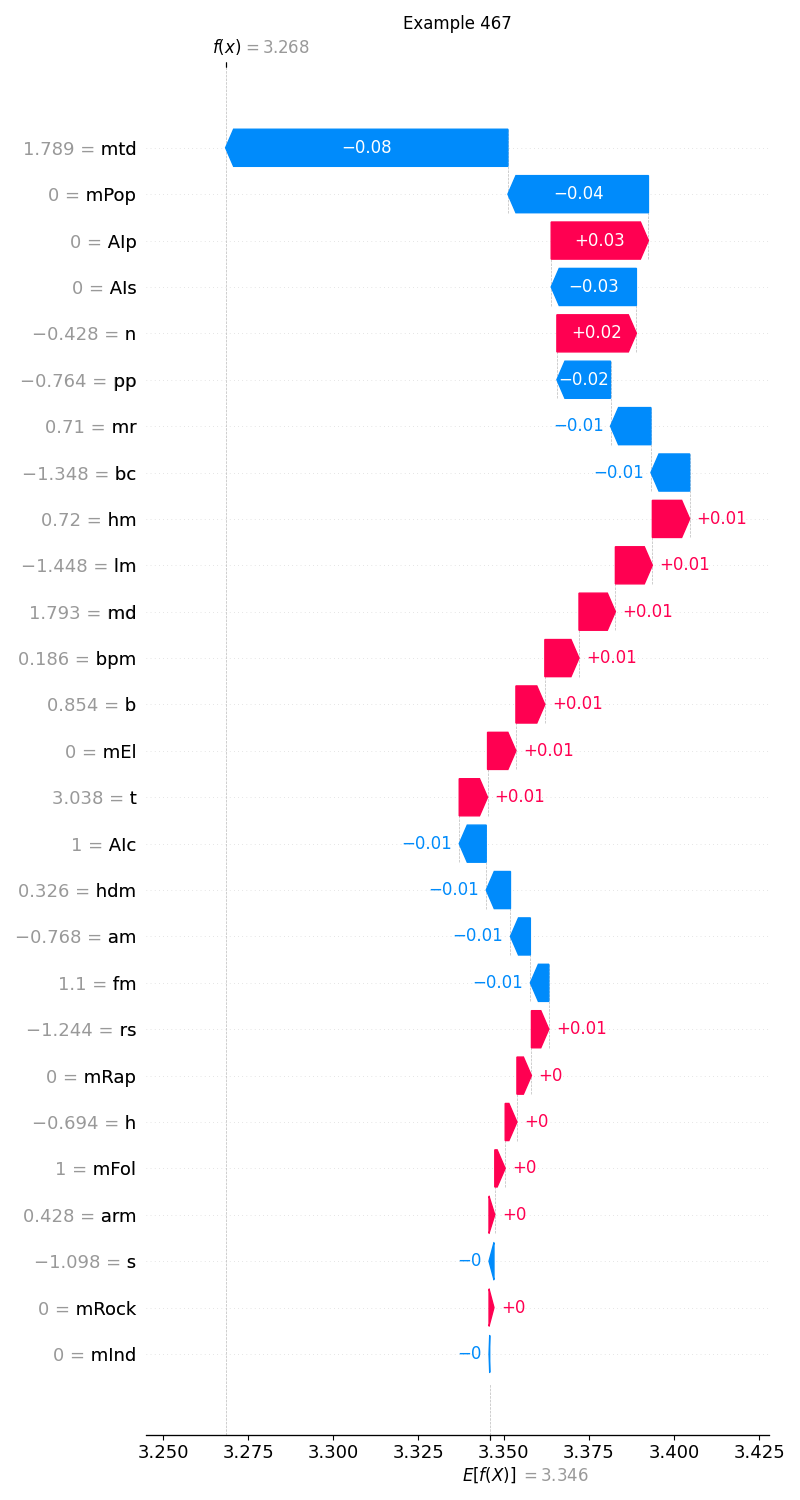 Example 467
f(x) = 3.268
1.789 = mtd −0.08
0 = mPop −0.04
0 = AIp +0.03
0 = AIs −0.03
−0.428 = n +0.02
−0.764 = pp −0.02
0.71 = mr −0.01
−1.348 = bc −0.01
0.72 = hm +0.01
−1.448 = lm +0.01
1.793 = md +0.01
0.186 = bpm +0.01
0.854 = b +0.01
0 = mEl +0.01
3.038 = t +0.01
1 = AIc −0.01
0.326 = hdm −0.01
−0.768 = am −0.01
1.1 = fm −0.01
−1.244 = rs +0.01
0 = mRap +0
−0.694 = h +0
1 = mFol +0
0.428 = arm +0
−1.098 = s −0
0 = mRock +0
0 = mInd −0
3.250 3.275 3.300 3.325 3.350 3.375 3.400 3.425
E[f(X)] = 3.346